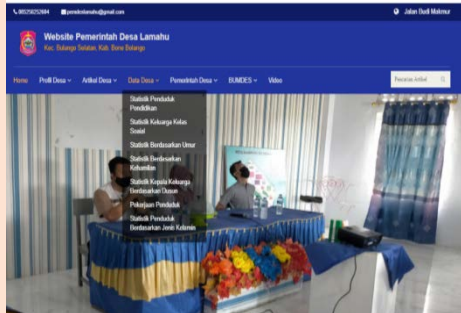 085256252684 pemdeslamahu@gmail.com Jalan Budi Makmur
Website Pemerintah Desa Lamahu
Kec. Bulango Selatan, Kab. Bone Bolango
Home Profil Desa Artikel Desa Data Desa Pemerintah Desa BUMDES Video Pencarian Artikel
Statistik Penduduk
Pendidikan
Statistik Keluarga Kelas
Sosial
Statistik Berdasarkan Umur
Statistik Berdasarkan
Kehamilan
Statistik Kepala Keluarga
Berdasarkan Dusun
Pekerjaan Penduduk
Statistik Penduduk
Berdasarkan Jenis Kelamin